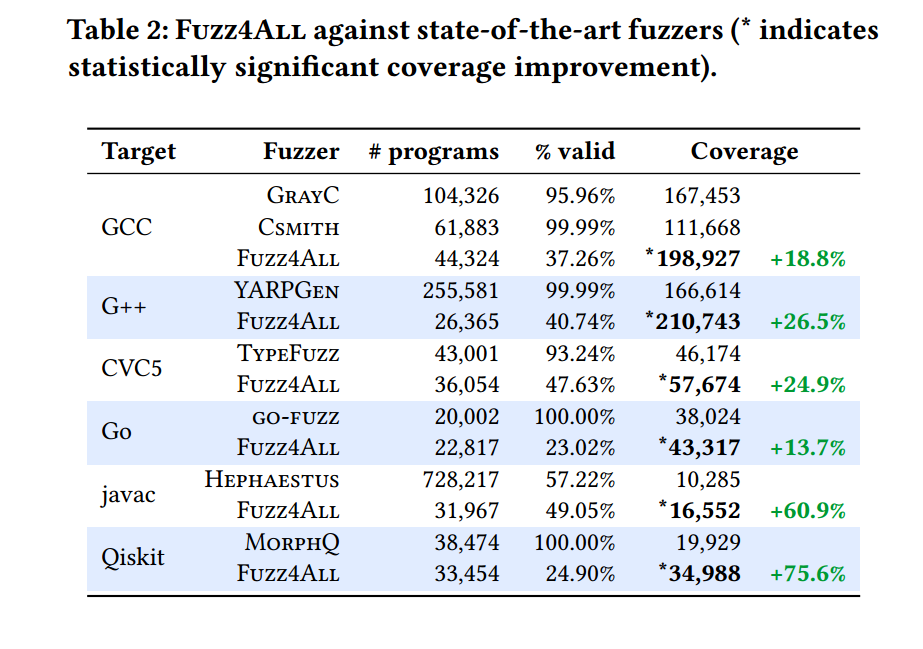 Table 2: Fuzz4All against state-of-the-art fuzzers (* indicates
statistically significant coverage improvement).
Target Fuzzer # programs % valid Coverage
GrayC 104,326 95.96% 167,453
GCC Csmith 61,883 99.99% 111,668
Fuzz4All 44,324 37.26% *198,927 +18.8%
G++ YARPGen 255,581 99.99% 166,614
Fuzz4All 26,365 40.74% *210,743 +26.5%
CVC5 TypeFuzz 43,001 93.24% 46,174
Fuzz4All 36,054 47.63% *57,674 +24.9%
Go go-fuzz 20,002 100.00% 38,024
Fuzz4All 22,817 23.02% *43,317 +13.7%
javac Hephaestus 728,217 57.22% 10,285
Fuzz4All 31,967 49.05% *16,552 +60.9%
Qiskit MorphQ 38,474 100.00% 19,929
Fuzz4All 33,454 24.90% *34,988 +75.6%